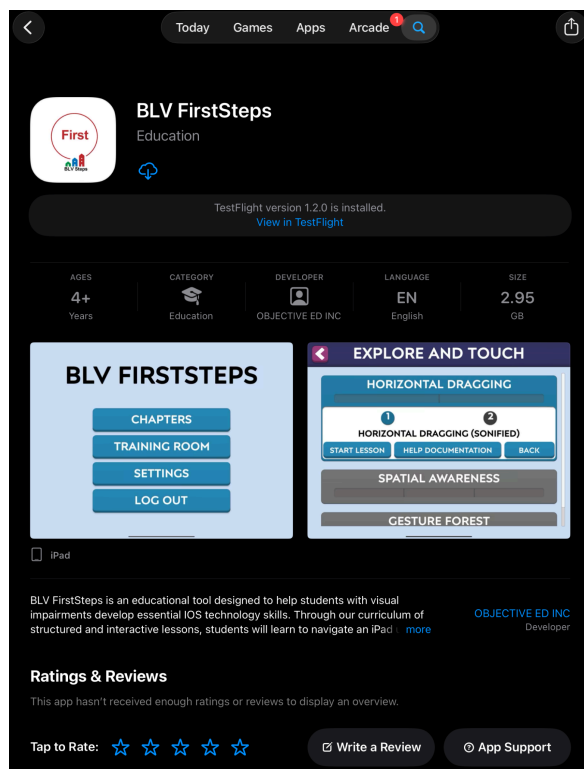 Today Games Apps Arcade 1
First
BLV Steps
BLV FirstSteps
Education
TestFlight version 1.2.0 is installed.
View in TestFlight
AGES CATEGORY DEVELOPER LANGUAGE SIZE
4+ EN 2.95
Years Education OBJECTIVE ED INC English GB
BLV FIRSTSTEPS
CHAPTERS
TRAINING ROOM
SETTINGS
LOG OUT
EXPLORE AND TOUCH
HORIZONTAL DRAGGING
1 2
HORIZONTAL DRAGGING (SONIFIED)
START LESSON HELP DOCUMENTATION BACK
SPATIAL AWARENESS
GESTURE FOREST
iPad
BLV FirstSteps is an educational tool designed to help students with visual
impairments develop essential IOS technology skills. Through our curriculum of
structured and interactive lessons, students will learn to navigate an iPad more
OBJECTIVE ED INC
Developer
Ratings & Reviews
This app hasn't received enough ratings or reviews to display an overview.
Tap to Rate: Write a Review App Support